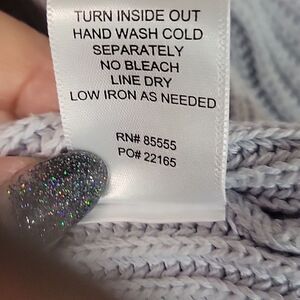 TURN INSIDE OUT
HAND WASH COLD
SEPARATELY
NO BLEACH
LINE DRY
LOW IRON AS NEEDED
RN# 85555
PO# 22165